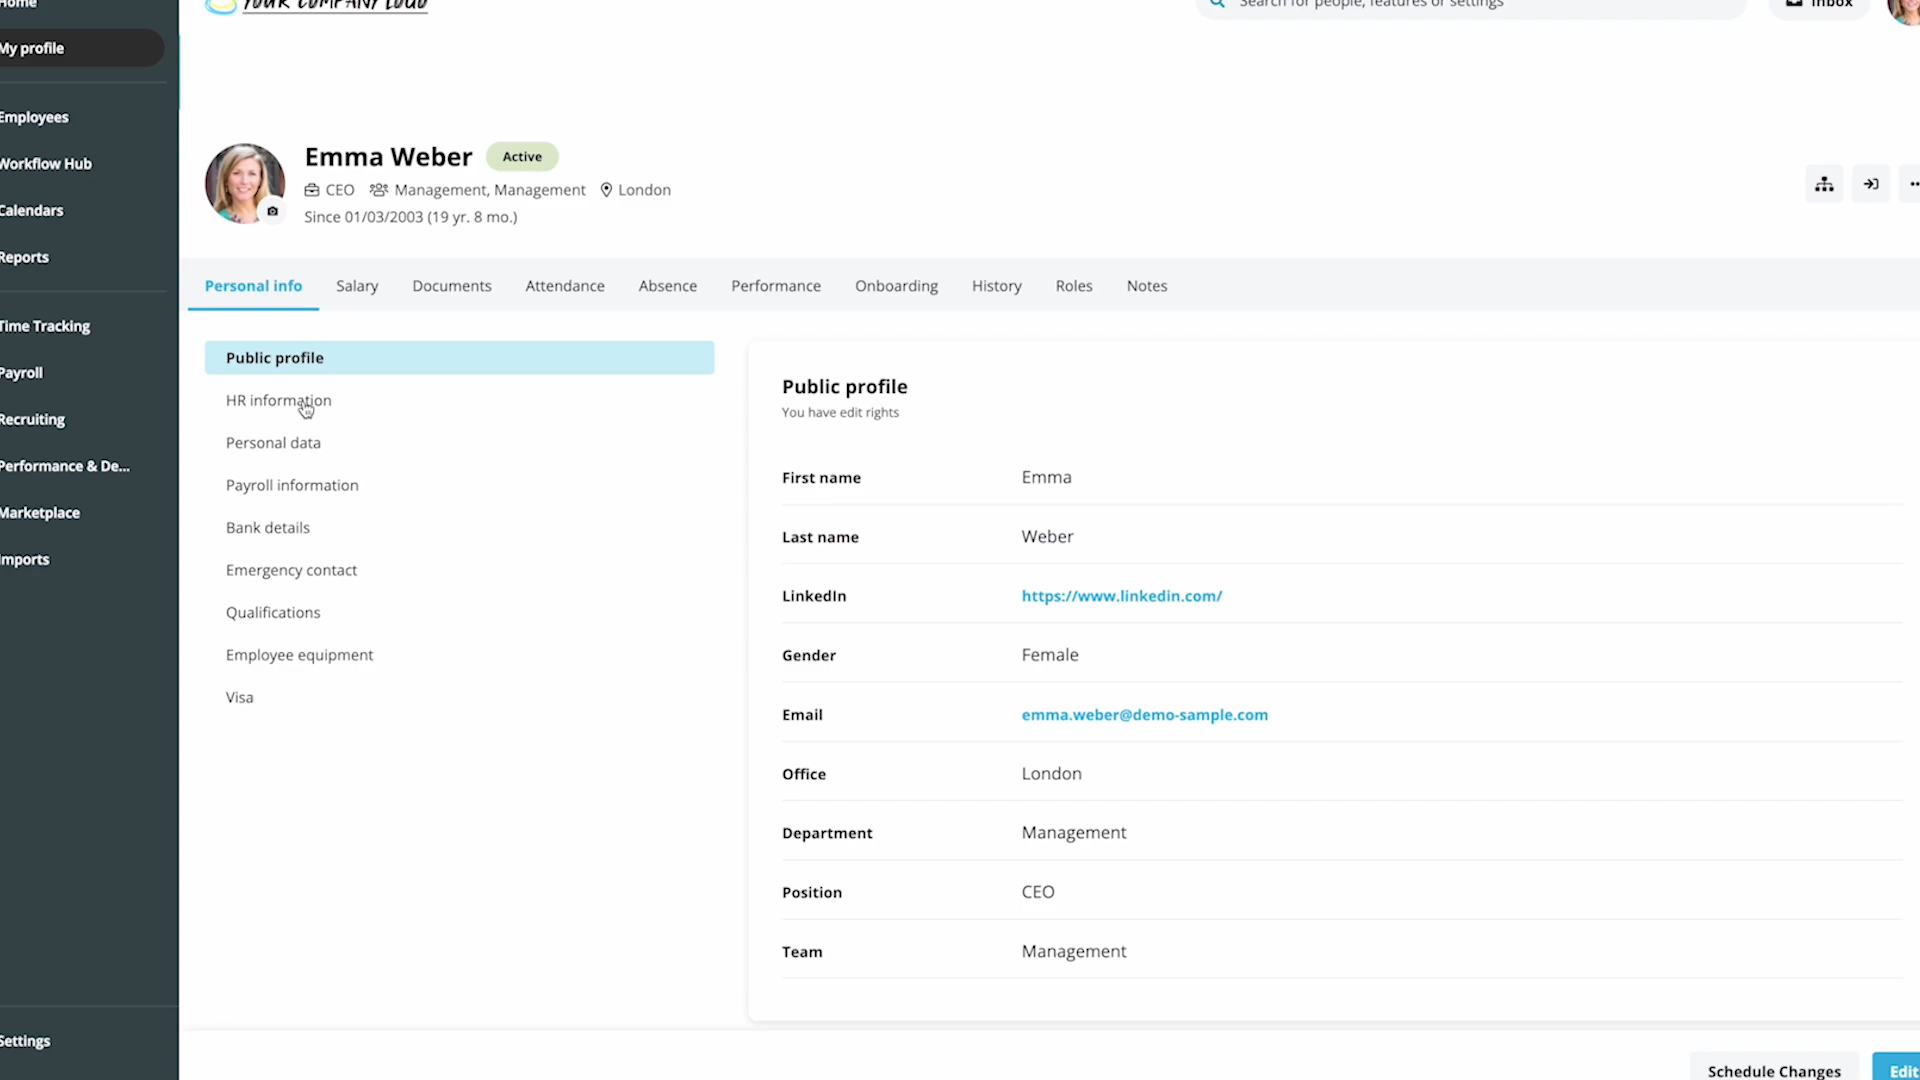 Home
YOUR COMPANY LOGO
Search for people, features or settings
Inbox
My profile
Employees
Workflow Hub
Calendars
Reports
Time Tracking
Payroll
Recruiting
Performance & De...
Marketplace
Imports
Settings
Emma Weber
Active
CEO Management, Management London
Since 01/03/2003 (19 yr. 8 mo.)
Personal info Salary Documents Attendance Absence Performance Onboarding History Roles Notes
Public profile
HR information
Personal data
Payroll information
Bank details
Emergency contact
Qualifications
Employee equipment
Visa
Public profile
You have edit rights
First name Emma
Last name Weber
LinkedIn https://www.linkedin.com/
Gender Female
Email emma.weber@demo-sample.com
Office London
Department Management
Position CEO
Team Management
Schedule Changes Edit